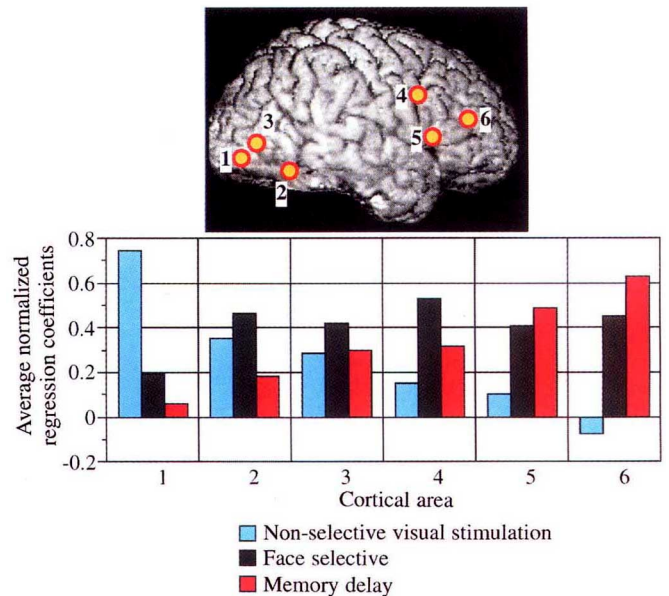 4
6
3
5
1
2
Average normalized
regression coefficients
0.8
0.6
0.4
0.2
0
-0.2
1 2 3 4 5 6
Cortical area
Non-selective visual stimulation
Face selective
Memory delay